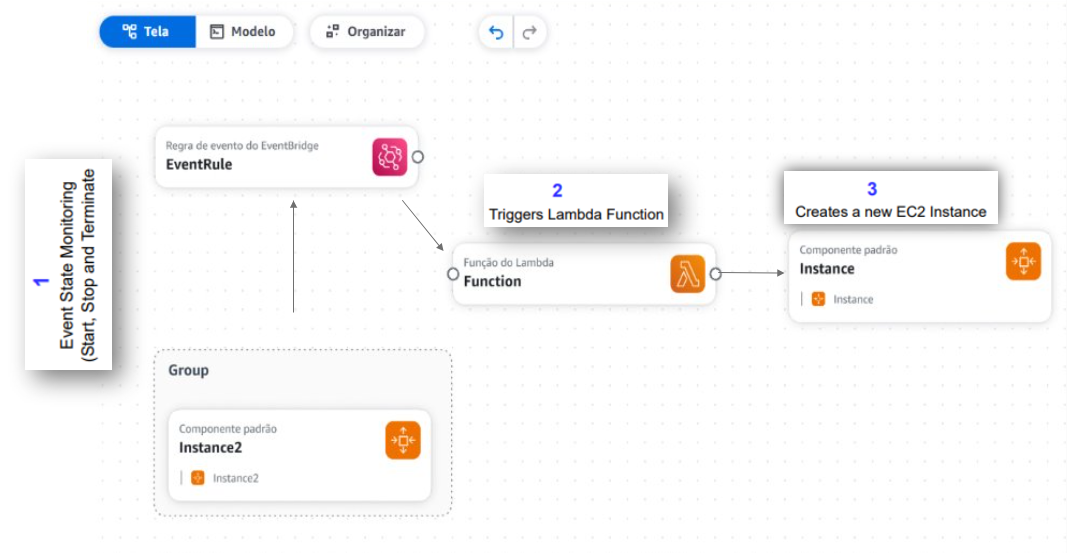 Tela
Modelo
Organizar
Regra de evento do EventBridge
EventRule
1
Event State Monitoring
(Start, Stop and Terminate
2
Triggers Lambda Function
3
Creates a new EC2 Instance
Função do Lambda
Function
Componente padrão
Instance
Instance
Group
Componente padrão
Instance2
Instance2